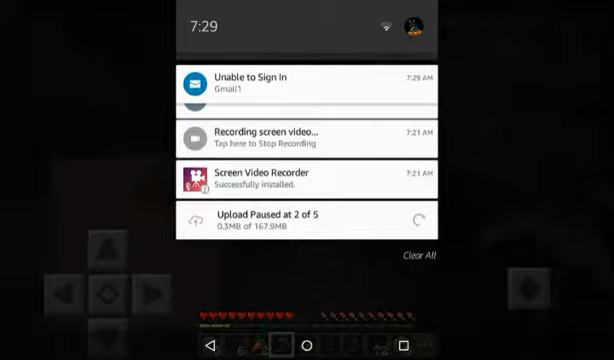 7:29
Unable to Sign In
7:29 AM
Gmail1
Recording screen video...
7:21 AM
Tap here to Stop Recording
Screen Video Recorder
7:21 AM
Successfully installed.
Upload Paused at 2 of 5
0.3MB of 167.9MB
Clear All